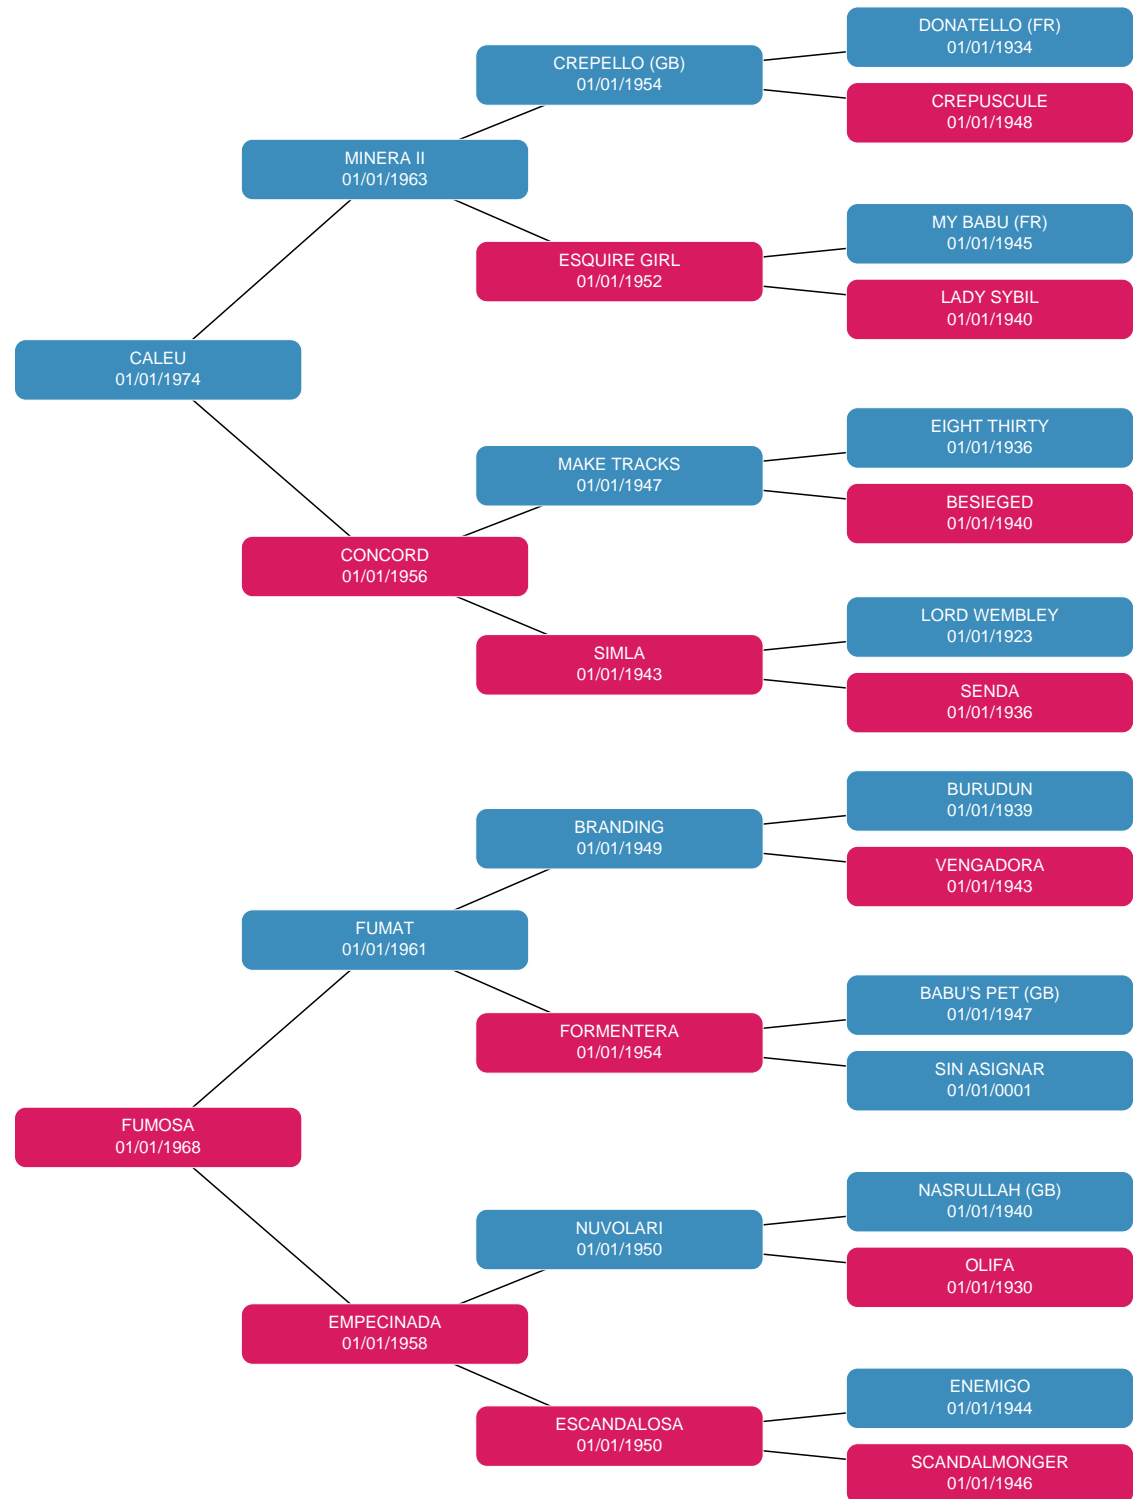 DONATELLO (FR)
01/01/1934
CREPELLO (GB)
01/01/1954
CREPUSCULE
01/01/1948
MINERA II
01/01/1963
MY BABU (FR)
01/01/1945
ESQUIRE GIRL
01/01/1952
LADY SYBIL
01/01/1940
CALEU
01/01/1974
EIGHT THIRTY
01/01/1936
MAKE TRACKS
01/01/1947
BESIEGED
01/01/1940
CONCORD
01/01/1956
LORD WEMBLEY
01/01/1923
SIMLA
01/01/1943
SENDA
01/01/1936
BURUDUN
01/01/1939
BRANDING
01/01/1949
VENGADORA
01/01/1943
FUMAT
01/01/1961
BABU'S PET (GB)
01/01/1947
FORMENTERA
01/01/1954
SIN ASIGNAR
01/01/0001
FUMOSA
01/01/1968
NASRULLAH (GB)
01/01/1940
NUVOLARI
01/01/1950
OLIFA
01/01/1930
EMPECINADA
01/01/1958
ENEMIGO
01/01/1944
ESCANDALOSA
01/01/1950
SCANDALMONGER
01/01/1946